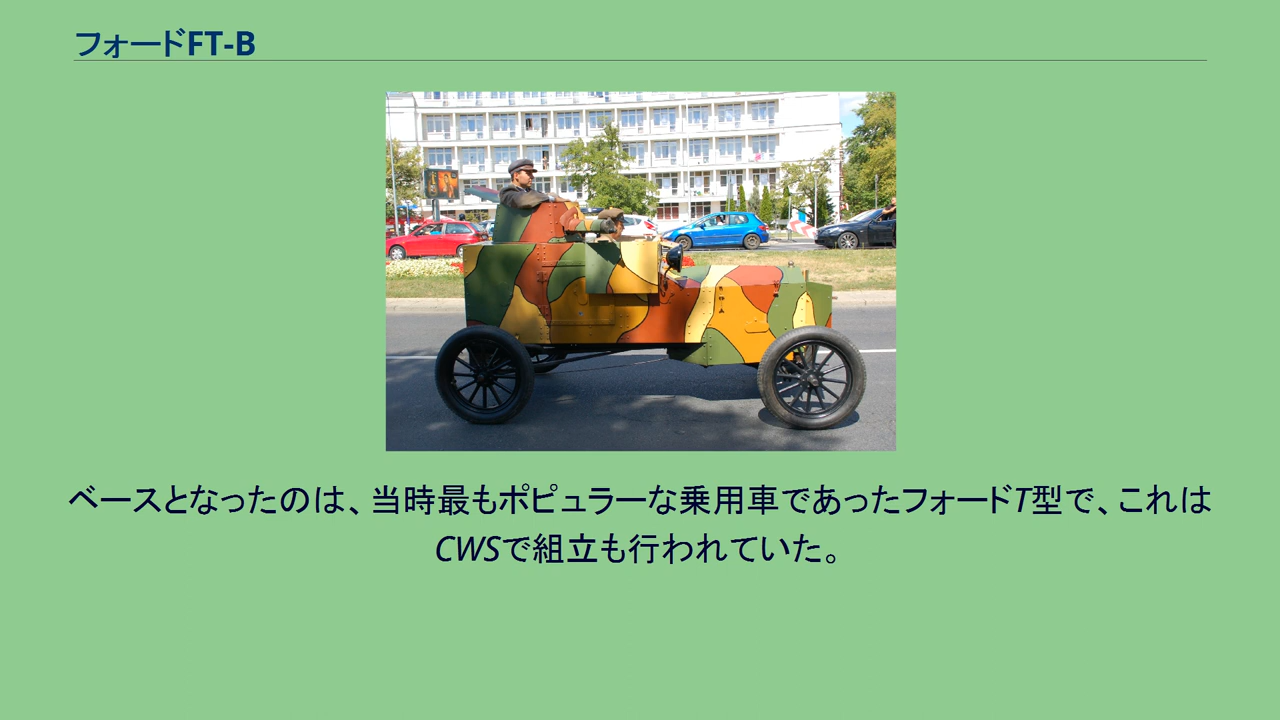 フォードFT-B
ベースとなったのは、当時最もポピュラーな乗用車であったフォードT型で、これは
CWSで組立も行われていた。